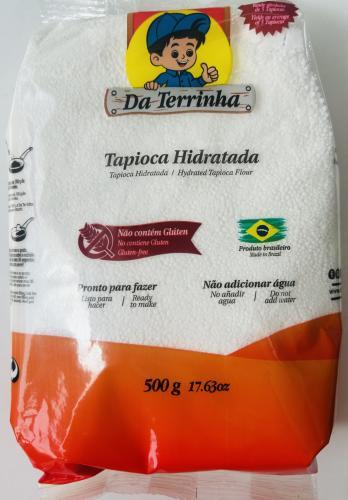 Da Terrinha
Tapioca Hidratada
Tapioca Hidratada / Hydrated Tapioca Flour
Não contém Glúten
No contiene Gluten
Gluten-free
Produto brasileiro
Made in Brazil
Pronto para fazer
Listo para hacer | Ready to make
Não adicionar água
No añadir agua | Do not add water
500 g 17.63oz